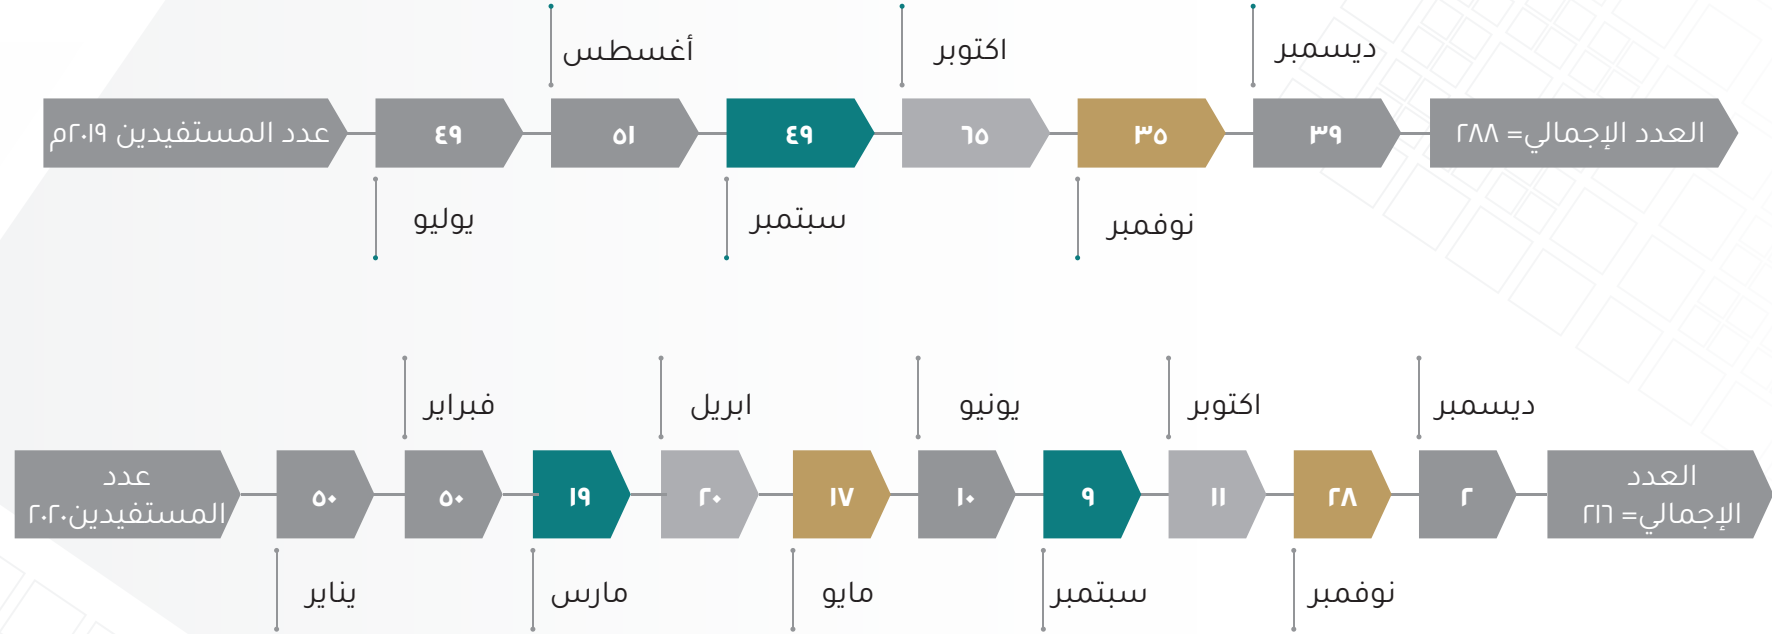 أغسطس
اكتوبر
ديسمبر
عدد المستفيدين ٢٠١٩م
٤٩
٥١
٤٩
٦٥
٣٥
٣٩
العدد الإجمالي= ٢٨٨
يوليو
سبتمبر
نوفمبر
فبراير
ابريل
يونيو
اكتوبر
ديسمبر
عدد
المستفيدين٢٠٢٠
٥٠
٥٠
١٩
٢٠
١٧
١٠
٩
١١
٢٨
٢
العدد
الإجمالي= ٢١٦
يناير
مارس
مايو
سبتمبر
نوفمبر